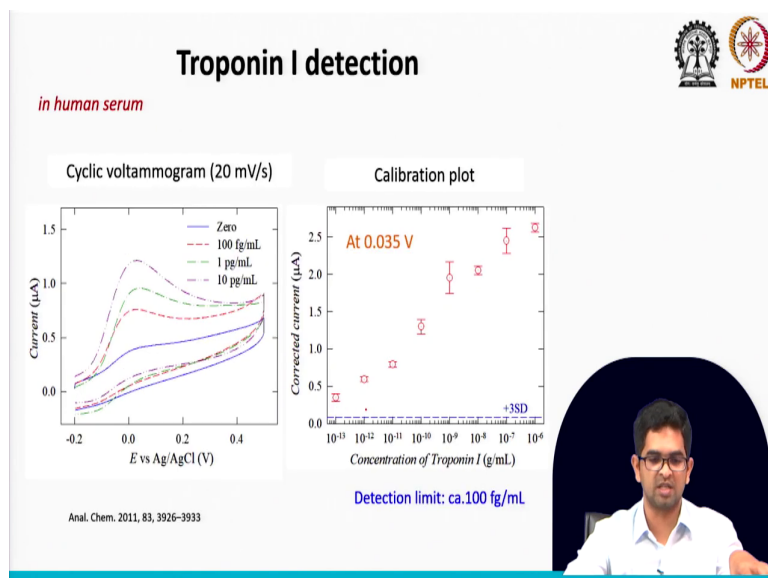 Troponin I detection
NPTEL
in human serum
Cyclic voltammogram (20 mV/s)
Calibration plot
Current (µA)
1.5
1.0
0.5
0.0
Zero
100 fg/mL
1 pg/mL
10 pg/mL
-0.2
0.0
0.2
0.4
E vs Ag/AgCl (V)
Corrected current (µA)
2.5
2.0
1.5
1.0
0.5
0.0
At 0.035 V
+3SD
10⁻¹³
10⁻¹²
10⁻¹¹
10⁻¹⁰
10⁻⁹
10⁻⁸
10⁻⁷
10⁻⁶
Concentration of Troponin I (g/mL)
Detection limit: ca.100 fg/mL
Anal. Chem. 2011, 83, 3926–3933